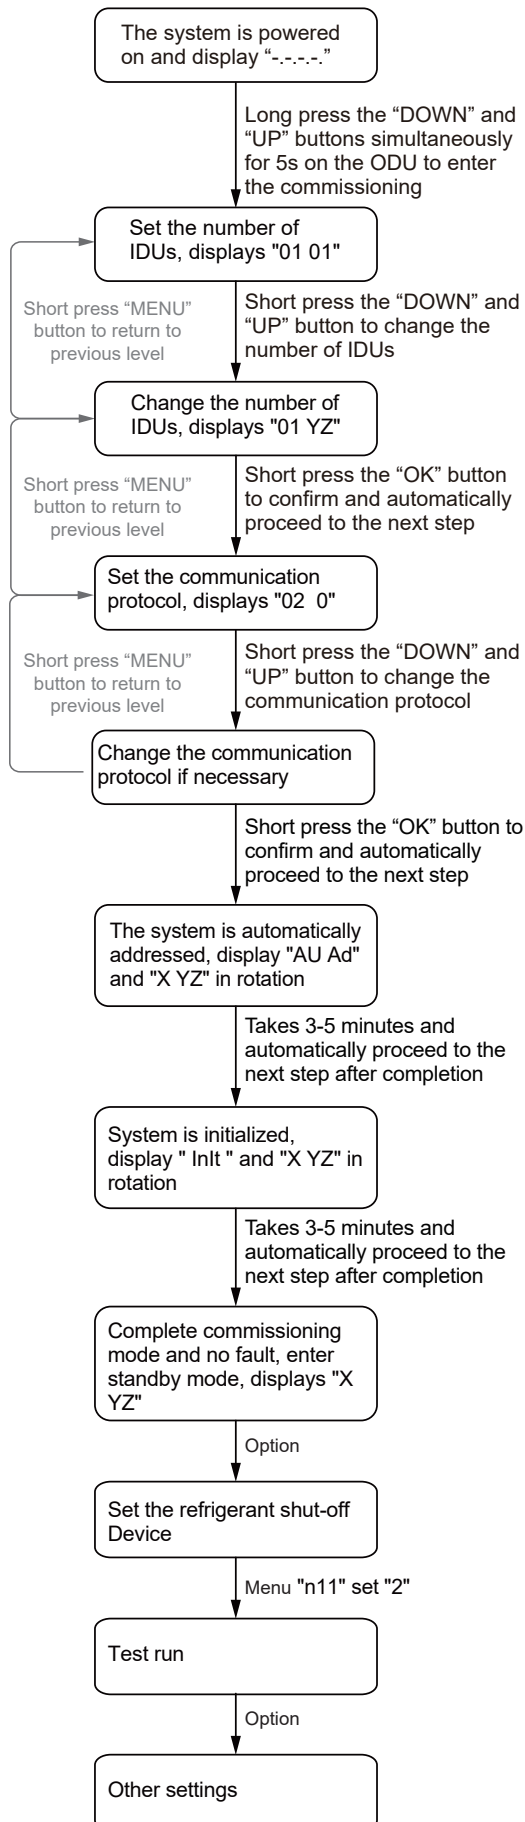 The system is powered
on and display “-.-.-.-.”
Long press the “DOWN” and
“UP” buttons simultaneously
for 5s on the ODU to enter
the commissioning
Set the number of
IDUs, displays "01 01"
Short press “MENU”
button to return to
previous level
Short press the “DOWN” and
“UP” button to change the
number of IDUs
Change the number of
IDUs, displays "01 YZ"
Short press “MENU”
button to return to
previous level
Short press the “OK” button
to confirm and automatically
proceed to the next step
Set the communication
protocol, displays "02  0"
Short press “MENU”
button to return to
previous level
Short press the “DOWN” and
“UP” button to change the
communication protocol
Change the communication
protocol if necessary
Short press the “OK” button to
confirm and automatically
proceed to the next step
The system is automatically
addressed, display "AU Ad"
and "X YZ" in rotation
Takes 3-5 minutes and
automatically proceed to the
next step after completion
System is initialized,
display " InIt " and "X YZ" in
rotation
Takes 3-5 minutes and
automatically proceed to the
next step after completion
Complete commissioning
mode and no fault, enter
standby mode, displays "X
YZ"
Option
Set the refrigerant shut-off
Device
Menu "n11" set "2"
Test run
Option
Other settings